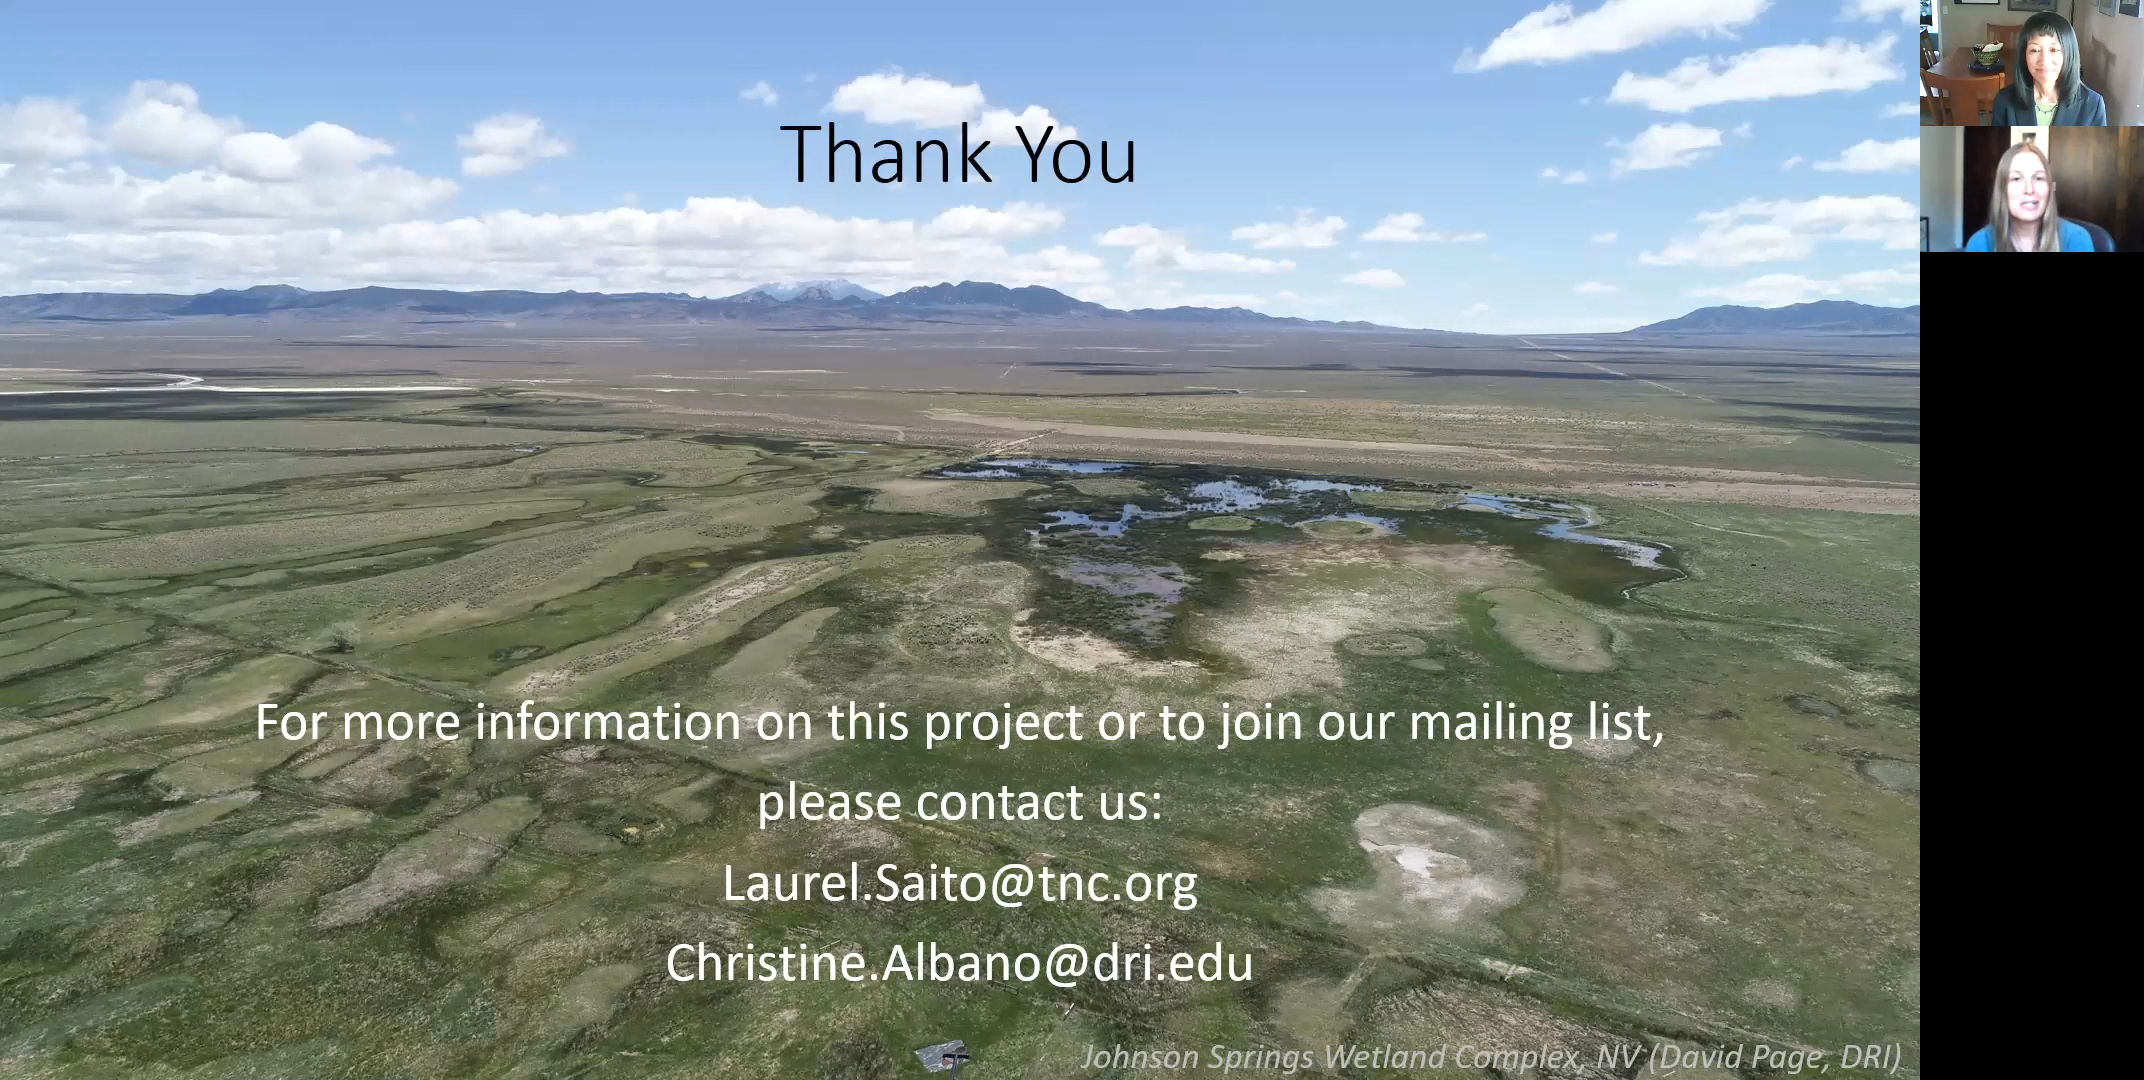 Thank You
For more information on this project or to join our mailing list,
please contact us:
Laurel.Saito@tnc.org
Christine.Albano@dri.edu
Johnson Springs Wetland Complex, NV (David Page, DRI)